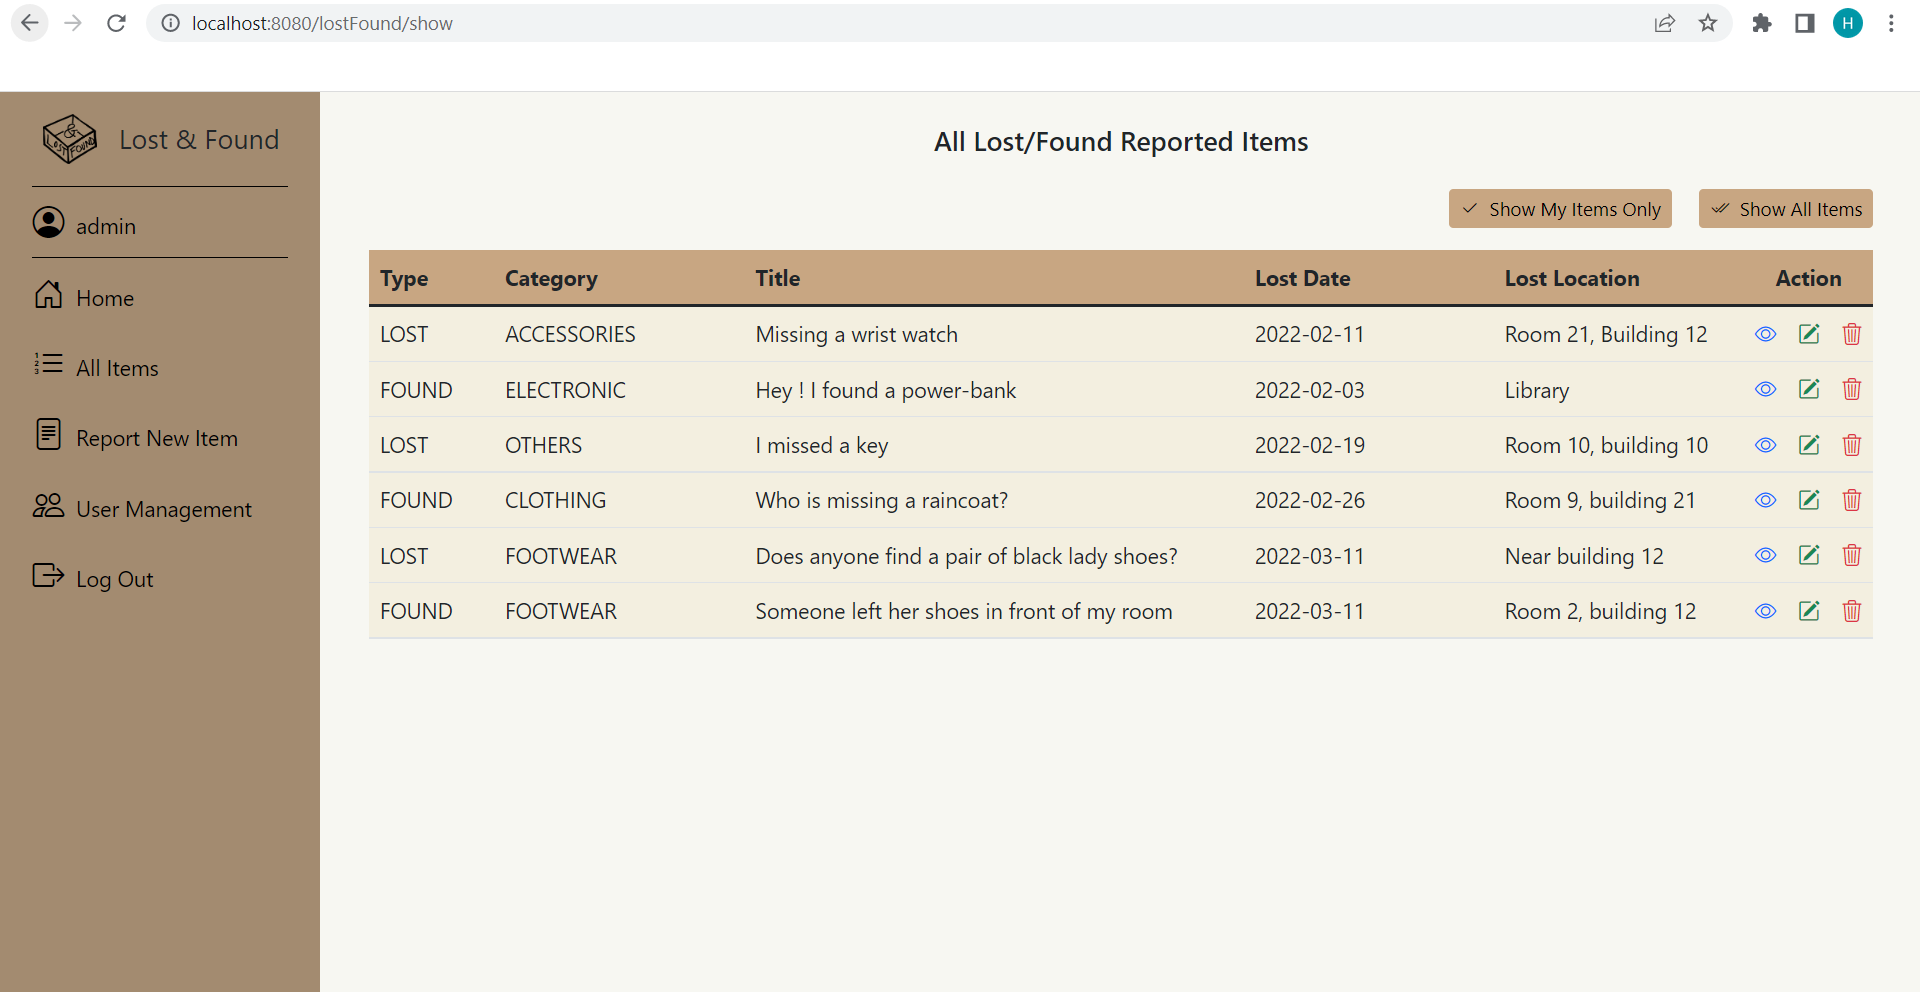 localhost:8080/lostFound/show
H
LOST & FOUND
Lost & Found
admin
Home
1 2 3
All Items
Report New Item
User Management
Log Out
All Lost/Found Reported Items
Show My Items Only Show All Items
Type Category Title Lost Date Lost Location Action
LOST ACCESSORIES Missing a wrist watch 2022-02-11 Room 21, Building 12
FOUND ELECTRONIC Hey ! I found a power-bank 2022-02-03 Library
LOST OTHERS I missed a key 2022-02-19 Room 10, building 10
FOUND CLOTHING Who is missing a raincoat? 2022-02-26 Room 9, building 21
LOST FOOTWEAR Does anyone find a pair of black lady shoes? 2022-03-11 Near building 12
FOUND FOOTWEAR Someone left her shoes in front of my room 2022-03-11 Room 2, building 12